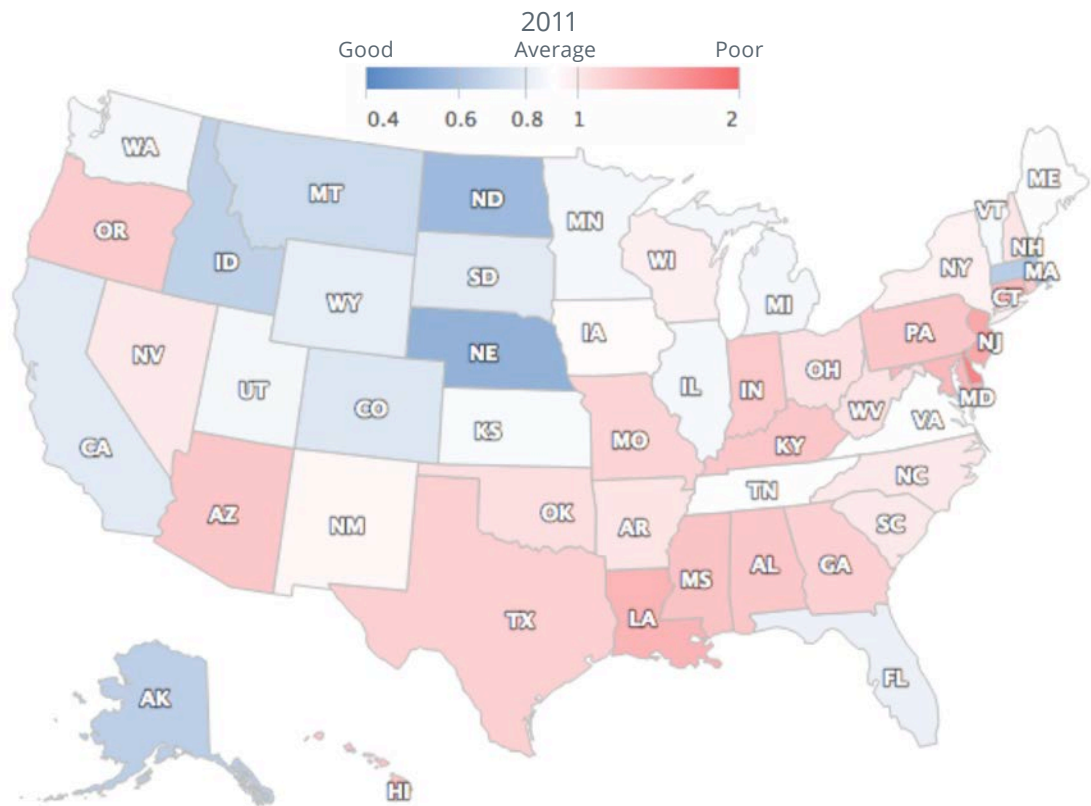 2011
Good Average Poor
0.4 0.6 0.8 1 2
WA
MT
ND
MN
ME
VT
OR
ID
SD
WI
NH
NY
MA
WY
MI
CT
IA
PA
NV
NE
NJ
UT
CO
IL
IN
OH
MD
WV
VA
CA
KS
MO
KY
TN
NC
AZ
NM
OK
AR
SC
MS
AL
GA
TX
LA
FL
AK
HI